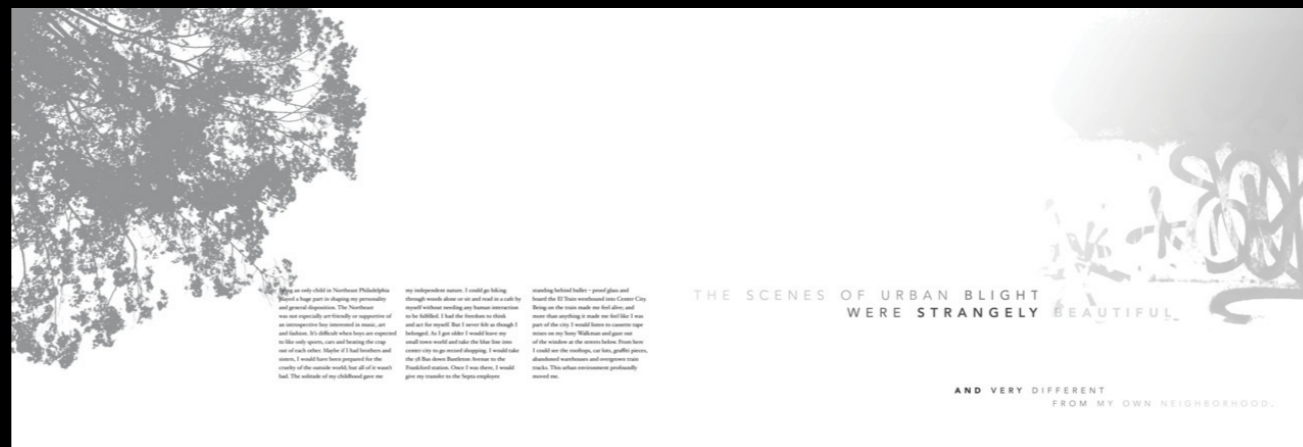 Being an only child in Northeast Philadelphia
played a huge part in shaping my personality
and general disposition. The Northeast
was not especially art-friendly or supportive of
an introspective boy interested in music, art
and fashion. It's difficult when boys are expected
to like only sports, cars and beating the crap
out of each other. Maybe if I had brothers and
sisters, I would have been prepared for the
cruelty of the outside world, but all of it wasn't
bad. The solitude of my childhood gave me
my independent nature. I could go hiking
through woods alone or sit and read in a cafe by
myself without needing any human interaction
to be fulfilled. I had the freedom to think
and act for myself. But I never felt as though I
belonged. As I got older I would leave my
small town world and take the blue line into
center city to go record shopping. I would take
the 58 Bus down Bustleton Avenue to the
Frankford station. Once I was there, I would
give my transfer to the Septa employee
standing behind bullet - proof glass and
board the El Train westbound into Center City.
Being on the train made me feel alive, and
more than anything it made me feel like I was
part of the city. I would listen to cassette tape
mixes on my Sony Walkman and gaze out
of the window at the streets below. From here
I could see the rooftops, car lots, graffiti pieces,
abandoned warehouses and overgrown train
tracks. This urban environment profoundly
moved me.
THE SCENES OF URBAN BLIGHT
WERE STRANGELY BEAUTIFUL
AND VERY DIFFERENT
FROM MY OWN NEIGHBORHOOD.